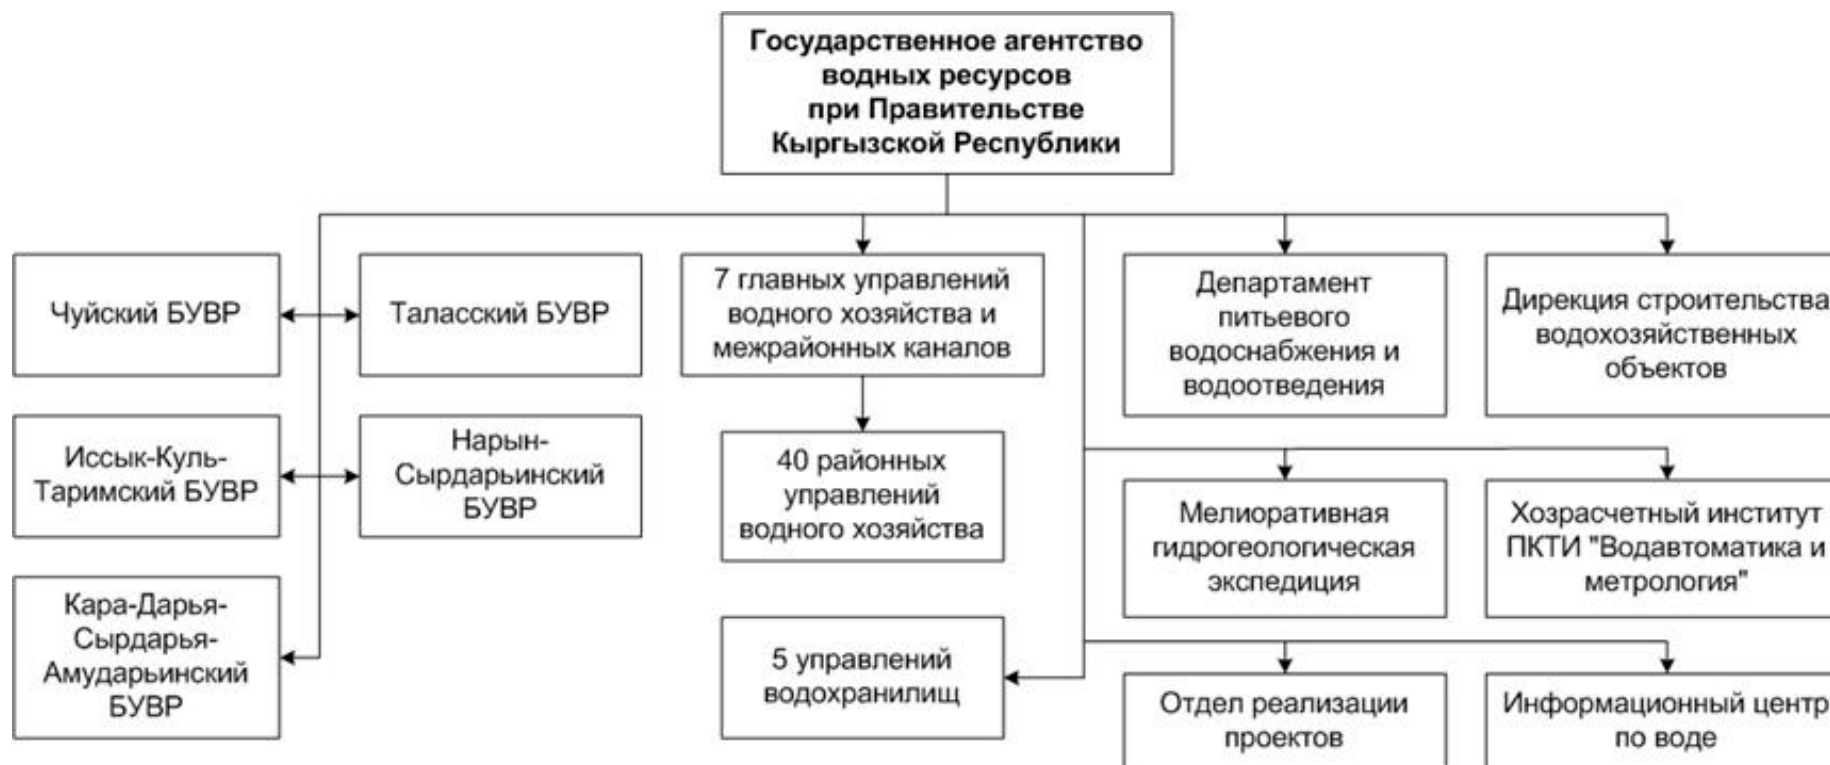 Государственное агентство
водных ресурсов
при Правительстве
Кыргызской Республики
Чуйский БУВР
Таласский БУВР
7 главных управлений
водного хозяйства и
межрайонных каналов
Департамент
питьевого
водоснабжения и
водоотведения
Дирекция строительства
водохозяйственных
объектов
Иссык-Куль-
Таримский БУВР
Нарын-
Сырдарьинский
БУВР
40 районных
управлений
водного хозяйства
Мелиоративная
гидрогеологическая
экспедиция
Хозрасчетный институт
ПКТИ "Водавтоматика и
метрология"
Кара-Дарья-
Сырдарья-
Амударьинский
БУВР
5 управлений
водохранилищ
Отдел реализации
проектов
Информационный центр
по воде